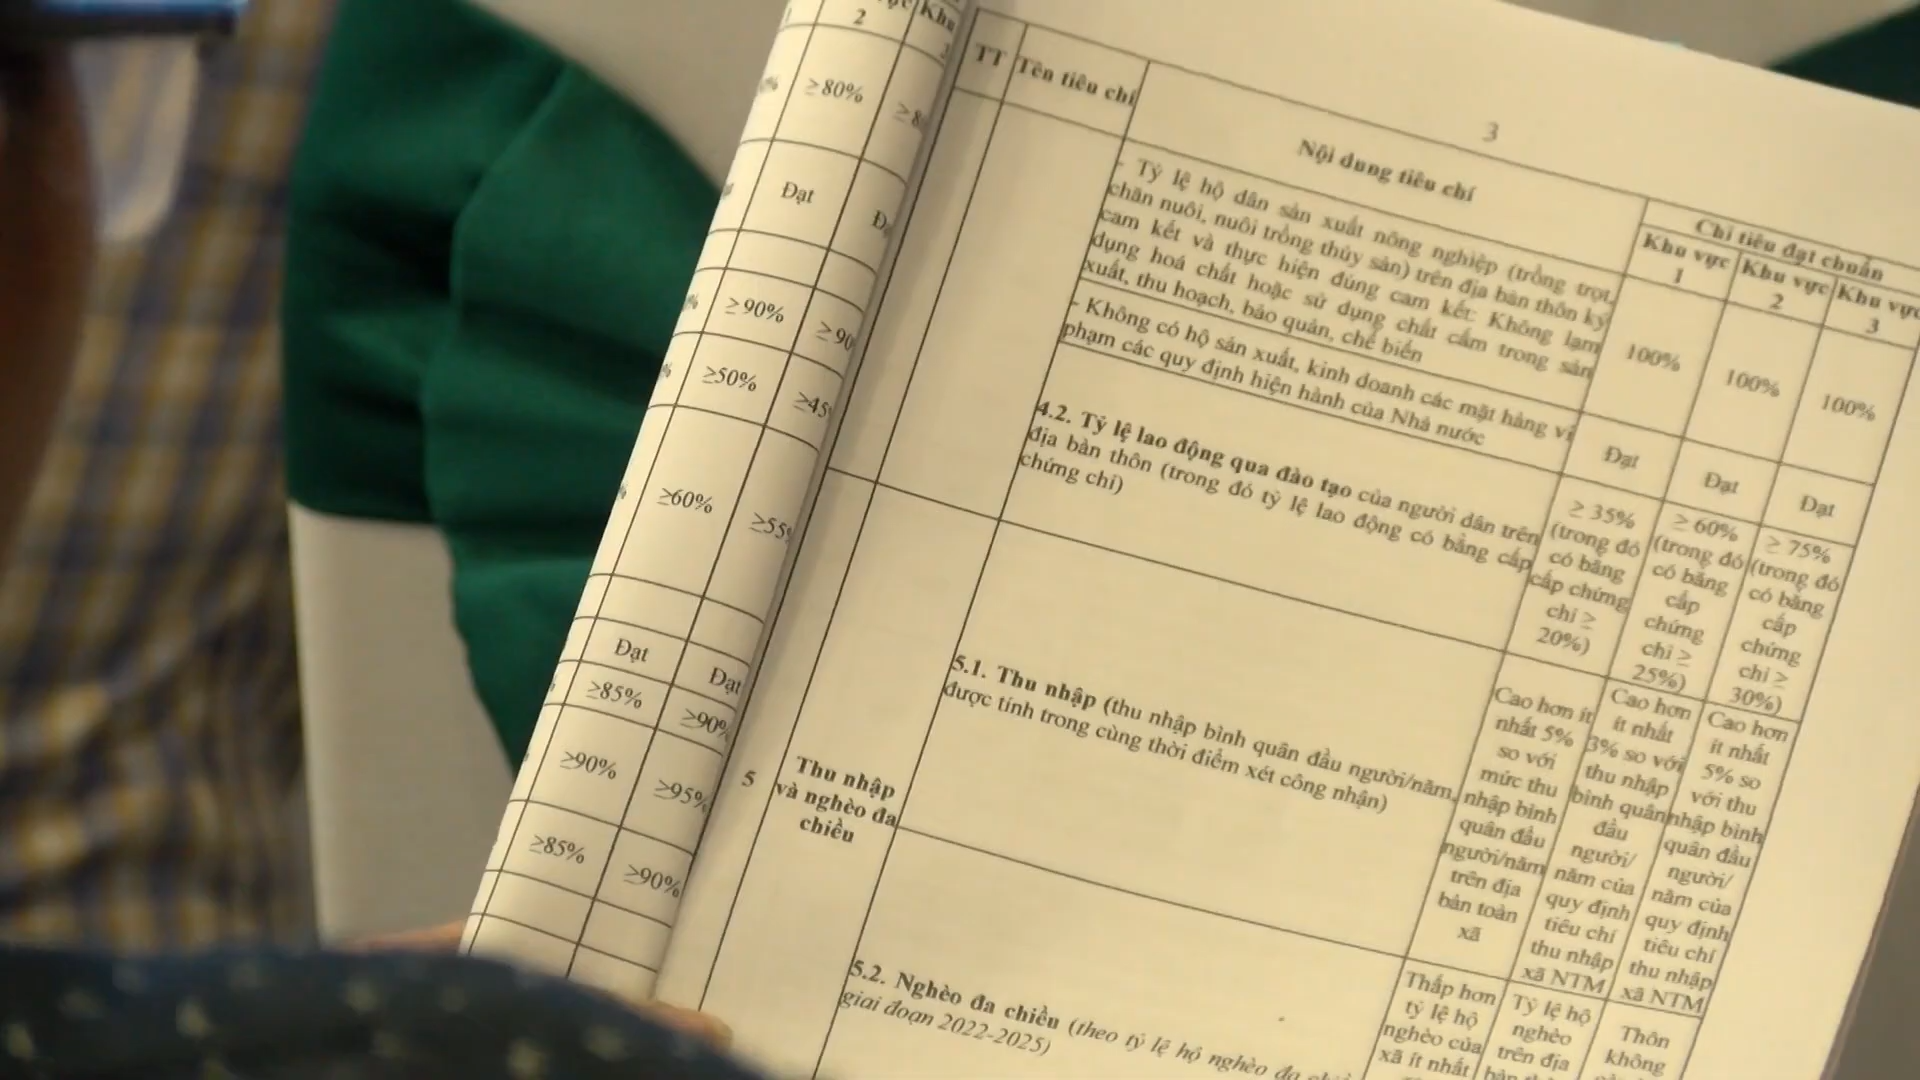 2
Khu
≥80%
Đạt
≥90%
≥90
≥50%
≥45%
≥60%
≥55%
Đạt
Đạt
≥85%
≥90%
≥90%
≥95%
≥85%
≥90%
3
TT
Tên tiêu chí
Nội dung tiêu chí
Chỉ tiêu đạt chuẩn
Khu vực
1
Khu vực
2
Khu vực
3
- Tỷ lệ hộ dân sản xuất nông nghiệp (trồng trọt,
chăn nuôi, nuôi trồng thủy sản) trên địa bàn thôn ký
cam kết và thực hiện đúng cam kết: Không lạm
dụng hoá chất hoặc sử dụng chất cấm trong sản
xuất, thu hoạch, bảo quản, chế biến
100%
100%
100%
- Không có hộ sản xuất, kinh doanh các mặt hàng vi
phạm các quy định hiện hành của Nhà nước
Đạt
Đạt
Đạt
4.2. Tỷ lệ lao động qua đào tạo của người dân trên
địa bàn thôn (trong đó tỷ lệ lao động có bằng cấp
chứng chỉ)
≥ 35%
(trong đó
có bằng
cấp chứng
chỉ ≥
20%)
≥ 60%
(trong đó
có bằng
cấp
chứng
chỉ ≥
25%)
≥ 75%
(trong đó
có bằng
cấp
chứng
chỉ ≥
30%)
5
Thu nhập
và nghèo đa
chiều
5.1. Thu nhập (thu nhập bình quân đầu người/năm,
được tính trong cùng thời điểm xét công nhận)
Cao hơn ít
nhất 5%
so với
mức thu
nhập bình
quân đầu
người/năm
trên địa
bàn toàn
xã
Cao hơn
ít nhất
3% so với
thu nhập
bình quân
đầu
người/
năm của
quy định
tiêu chí
thu nhập
xã NTM
Cao hơn
ít nhất
5% so
với thu
nhập bình
quân đầu
người/
năm của
quy định
tiêu chí
thu nhập
xã NTM
5.2. Nghèo đa chiều (theo tỷ lệ hộ nghèo đa
giai đoạn 2022-2025)
Thấp hơn
tỷ lệ hộ
nghèo của
xã ít nhất
Tỷ lệ hộ
nghèo
trên địa
Thôn
không